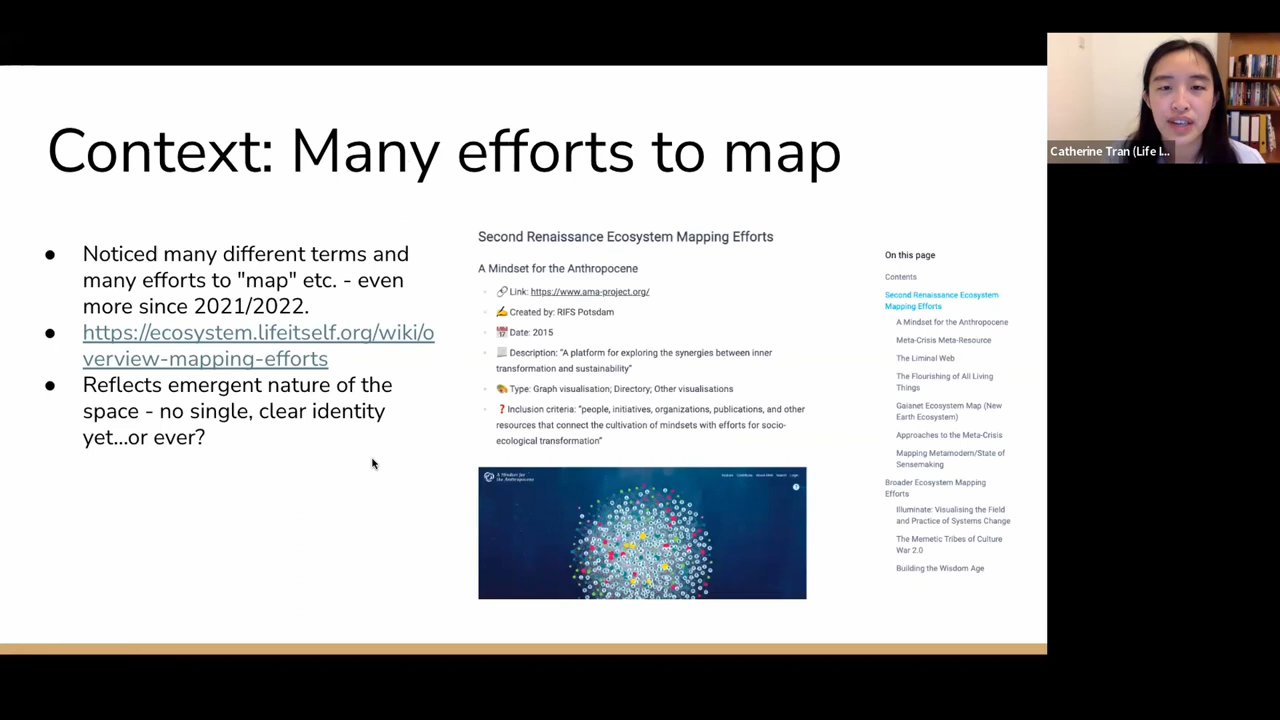 Context: Many efforts to map
● Noticed many different terms and
many efforts to "map" etc. - even
more since 2021/2022.
● https://ecosystem.lifeitself.org/wiki/o
verview-mapping-efforts
● Reflects emergent nature of the
space - no single, clear identity
yet...or ever?
Second Renaissance Ecosystem Mapping Efforts
A Mindset for the Anthropocene
🔗 Link: https://www.ama-project.org/
✍️ Created by: RIFS Potsdam
📅 Date: 2015
📃 Description: “A platform for exploring the synergies between inner
transformation and sustainability”
🎨 Type: Graph visualisation; Directory; Other visualisations
❓ Inclusion criteria: “people, initiatives, organizations, publications, and other
resources that connect the cultivation of mindsets with efforts for socio-
ecological transformation”
A Mindset for
the Anthropocene
On this page
Contents
Second Renaissance Ecosystem
Mapping Efforts
A Mindset for the Anthropocene
Meta-Crisis Meta-Resource
The Liminal Web
The Flourishing of All Living
Things
Gaianet Ecosystem Map (New
Earth Ecosystem)
Approaches to the Meta-Crisis
Mapping Metamodern/State of
Sensemaking
Broader Ecosystem Mapping
Efforts
Illuminate: Visualising the Field
and Practice of Systems Change
The Memetic Tribes of Culture
War 2.0
Building the Wisdom Age
Catherine Tran (Life I...